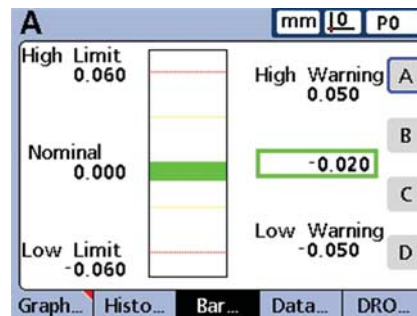 A mm 0 P0
High Limit
0.060
High Warning
0.050
A
B
Nominal
0.000
-0.020
C
Low Limit
-0.060
Low Warning
-0.050
D
Graph... Histo... Bar... Data... DRO...